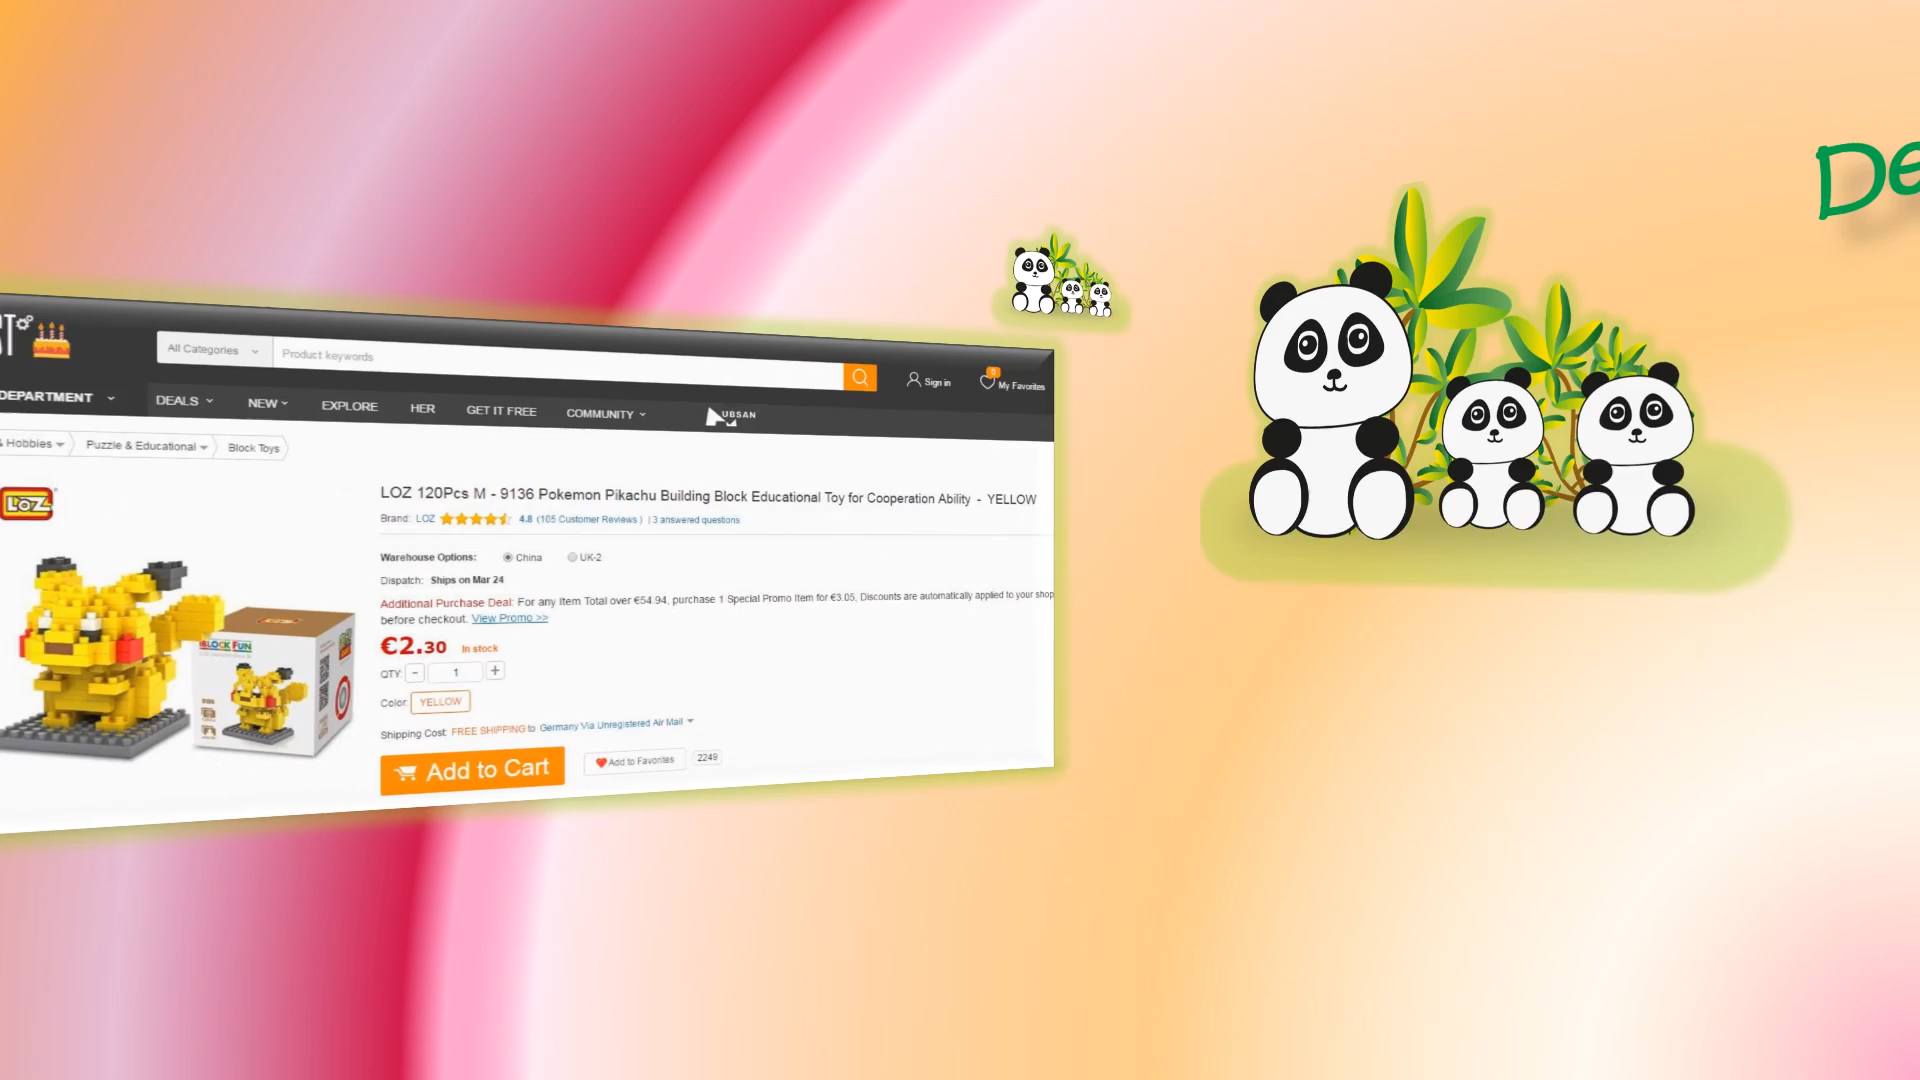 De
All Categories
Product keywords
Sign in
0
My Favorites
DEPARTMENT
DEALS
NEW
EXPLORE
HER
GET IT FREE
COMMUNITY
UBSAN
& Hobbies
Puzzle & Educational
Block Toys
LOZ
LOZ 120Pcs M - 9136 Pokemon Pikachu Building Block Educational Toy for Cooperation Ability - YELLOW
Brand: LOZ 4.8 (105 Customer Reviews ) | 3 answered questions
Warehouse Options: China UK-2
Dispatch: Ships on Mar 24
Additional Purchase Deal: For any Item Total over €54.94, purchase 1 Special Promo Item for €3.05, Discounts are automatically applied to your shop
before checkout. View Promo >>
€2.30 In stock
QTY: - 1 +
Color: YELLOW
Shipping Cost: FREE SHIPPING to Germany Via Unregistered Air Mail
Add to Cart
Add to Favorites
2249
BLOCK FUN